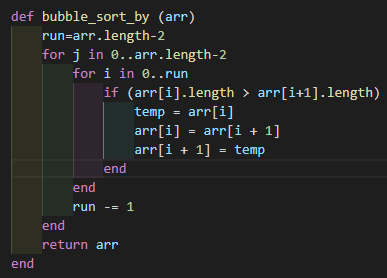 def bubble_sort_by (arr)
    run=arr.length-2
    for j in 0..arr.length-2
        for i in 0..run
            if (arr[i].length > arr[i+1].length)
                temp = arr[i]
                arr[i] = arr[i + 1]
                arr[i + 1] = temp
            end
        end
        run -= 1
    end
    return arr
end